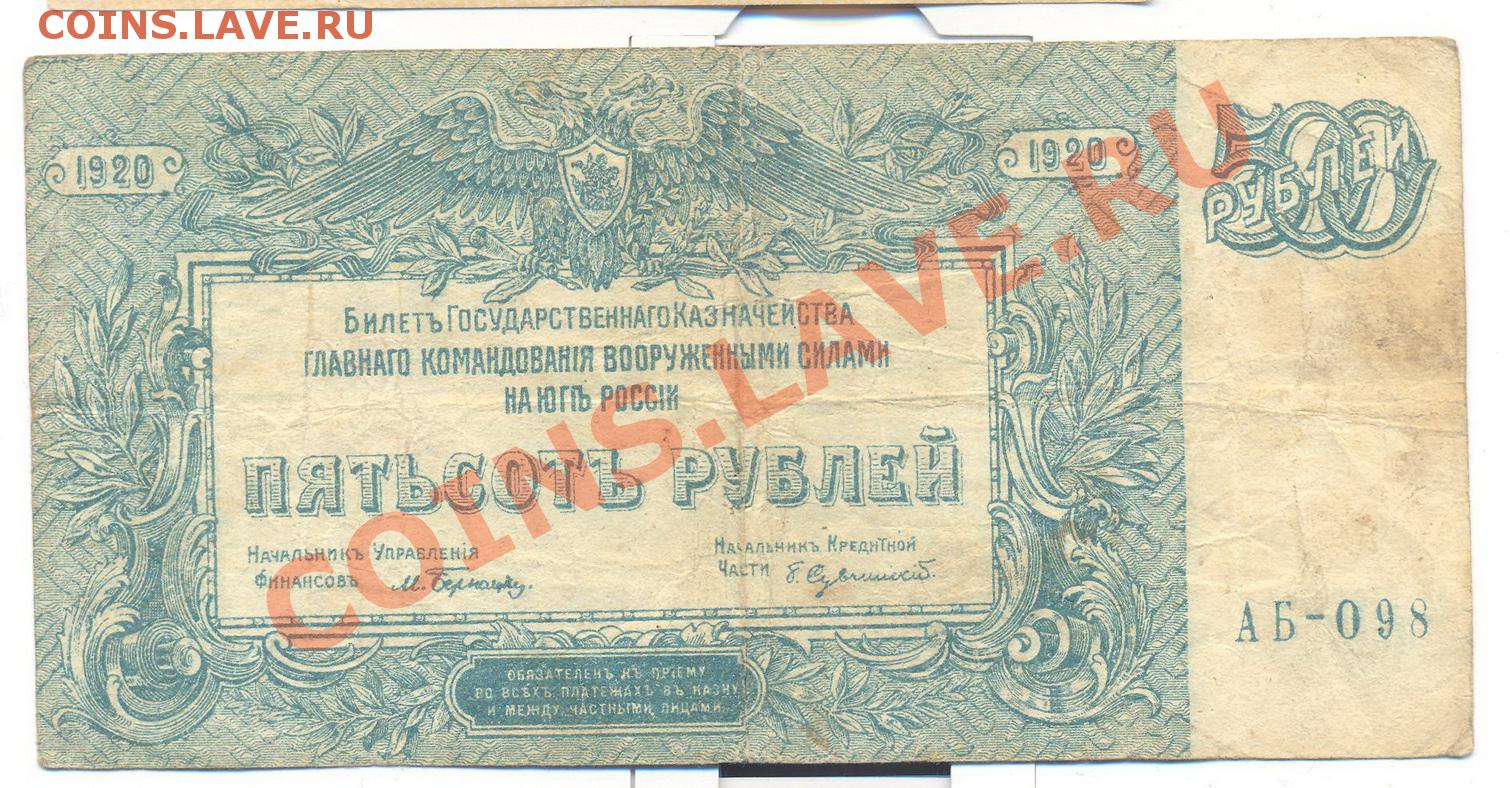 COINS.LAVE.RU
1920
1920
500
РУБЛЕЙ
БИЛЕТЪ ГОСУДАРСТВЕННАГО КАЗНАЧЕЙСТВА
ГЛАВНАГО КОМАНДОВАНІЯ ВООРУЖЕННЫМИ СИЛАМИ
НА ЮГѢ РОССІИ
ПЯТЬСОТЪ РУБЛЕЙ
НАЧАЛЬНИКЪ УПРАВЛЕНІЯ
ФИНАНСОВЪ
НАЧАЛЬНИКЪ КРЕДИТНОЙ
ЧАСТИ
АБ-098
ОБЯЗАТЕЛЕНЪ КЪ ПРІЕМУ
ВО ВСѢХЪ ПЛАТЕЖАХЪ ВЪ КАЗНУ
И МЕЖДУ ЧАСТНЫМИ ЛИЦАМИ
COINS.LAVE.RU